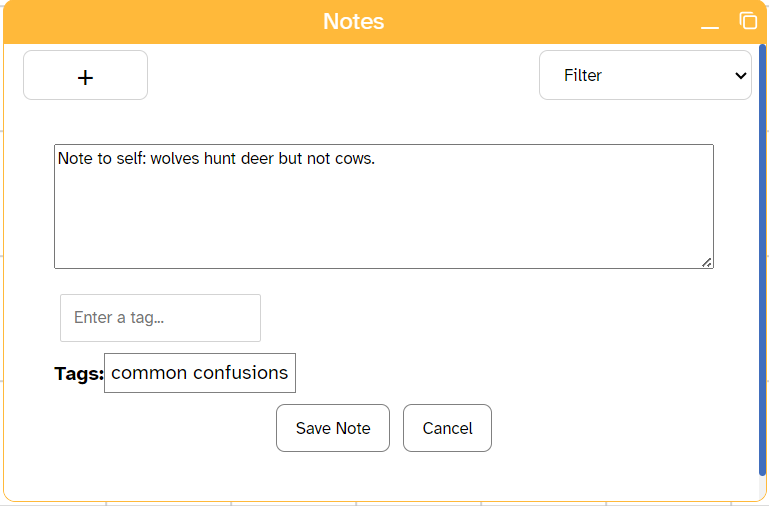 Notes
+
Filter
Note to self: wolves hunt deer but not cows.
Enter a tag...
Tags: common confusions
Save Note
Cancel